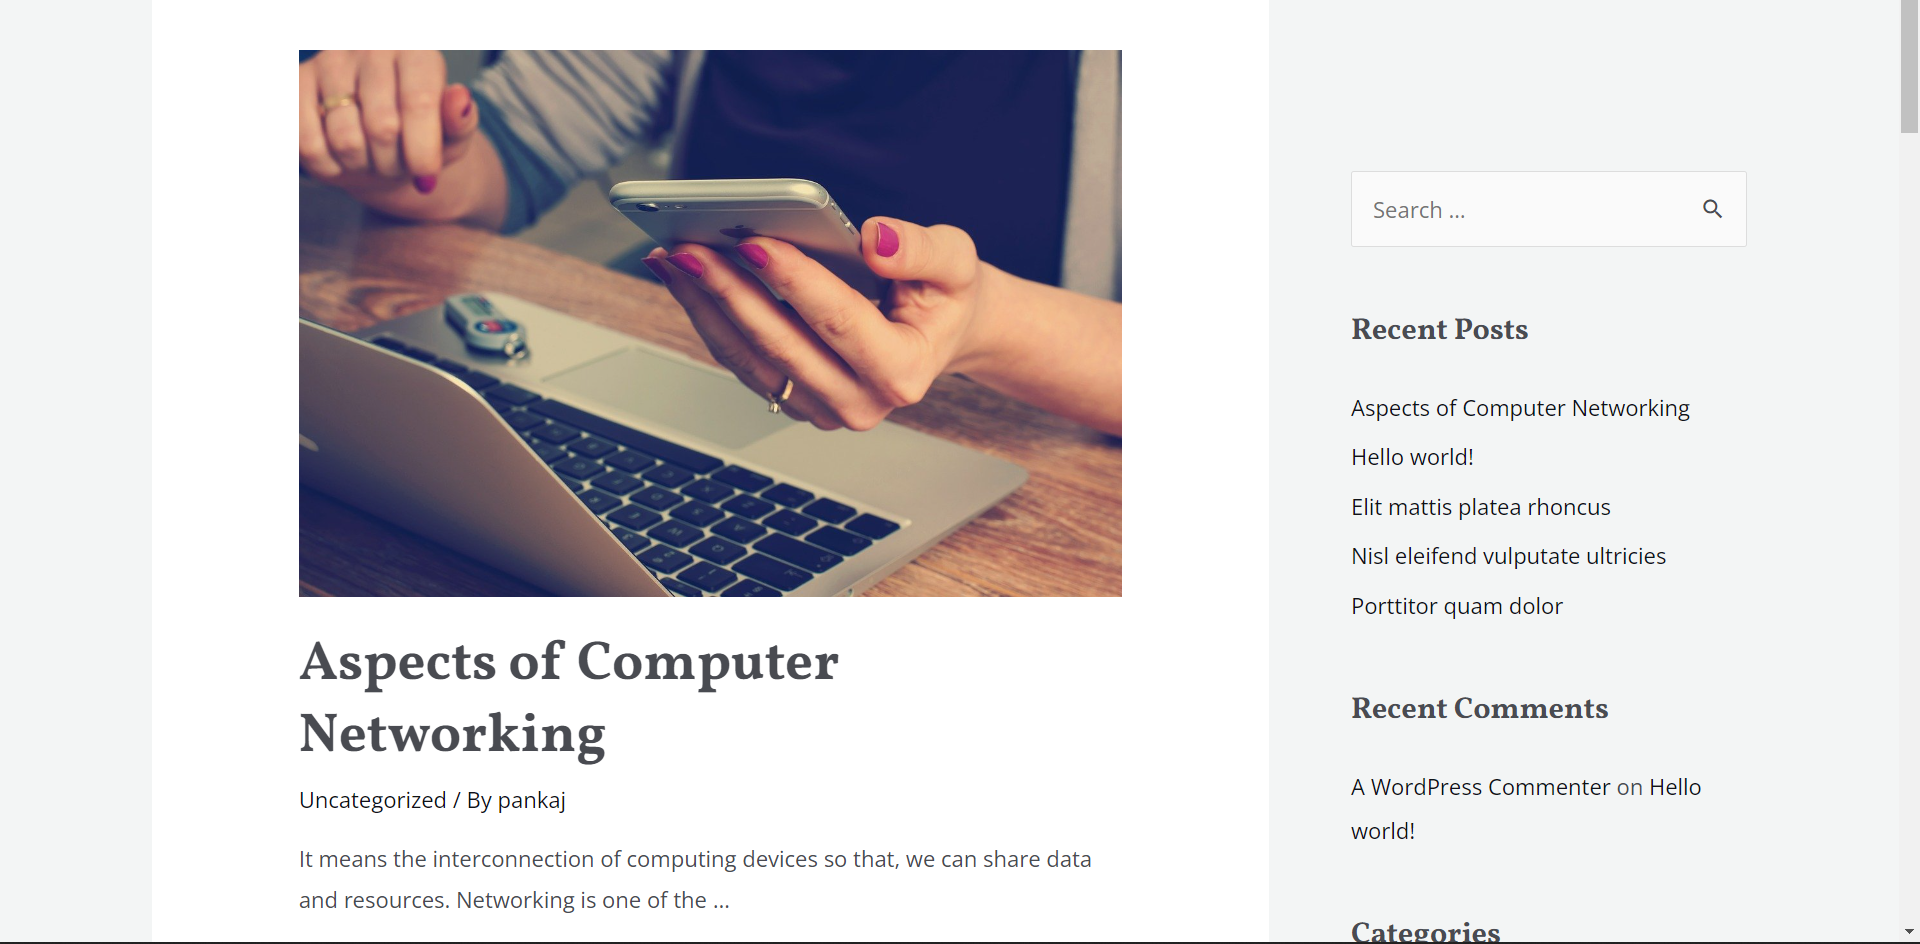 Aspects of Computer
Networking
Uncategorized / By pankaj
It means the interconnection of computing devices so that, we can share data
and resources. Networking is one of the ...
Search ...
Recent Posts
Aspects of Computer Networking
Hello world!
Elit mattis platea rhoncus
Nisl eleifend vulputate ultricies
Porttitor quam dolor
Recent Comments
A WordPress Commenter on Hello
world!
Categories